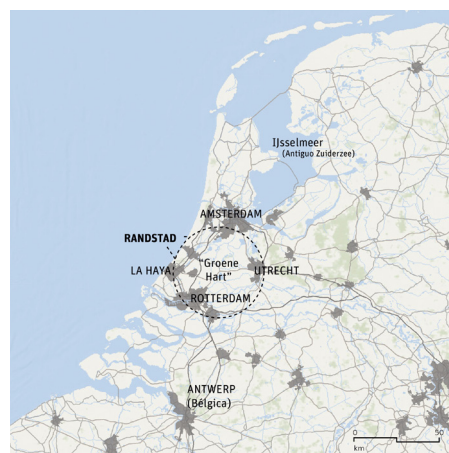 IJsselmeer
(Antiguo Zuiderzee)
AMSTERDAM
RANDSTAD
"Groene
Hart"
LA HAYA
UTRECHT
ROTTERDAM
ANTWERP
(Bélgica)
0 50
km